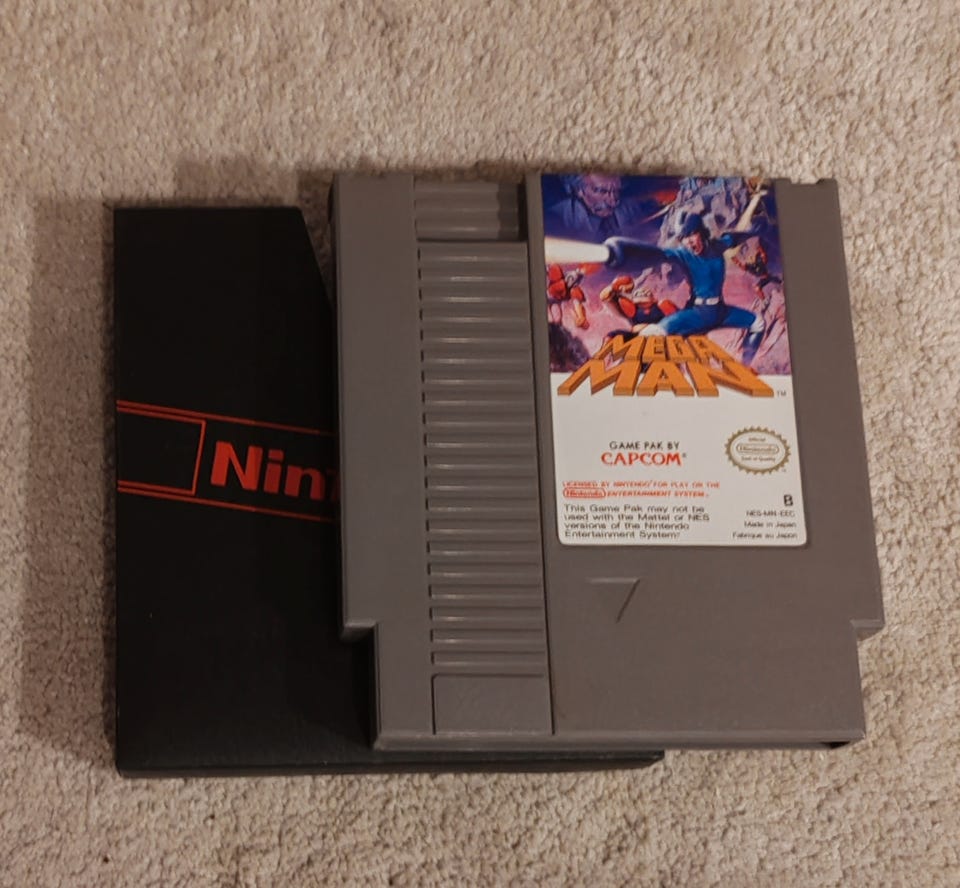 Nin
MEGA
MAN™
GAME PAK BY
CAPCOM®
Official
Nintendo
Seal of Quality
LICENSED BY NINTENDO® FOR PLAY ON THE
Nintendo ENTERTAINMENT SYSTEM™
This Game Pak may not be
used with the Mattel or NES
versions of the Nintendo
Entertainment System®
B
NES-MN-EEC
Made in Japan
Fabriqué au Japon